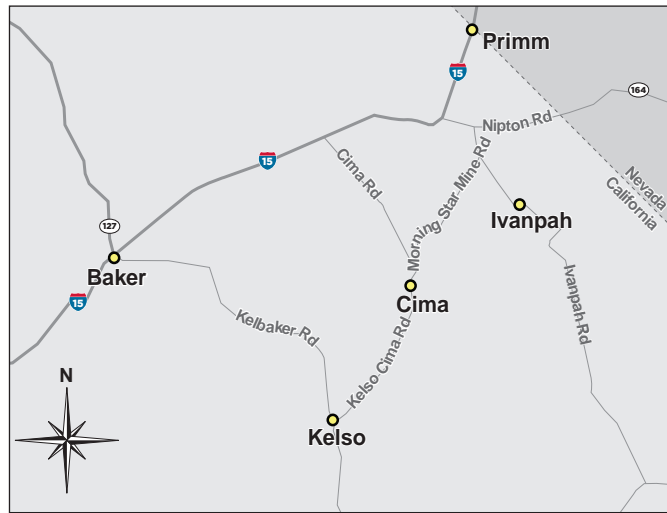 Primm
15
164
Nipton Rd
15
Cima Rd
Morning Star Mine Rd
Nevada
California
Ivanpah
127
Baker
Ivanpah Rd
Cima
15
Kelbaker Rd
Kelso Cima Rd
N
Kelso